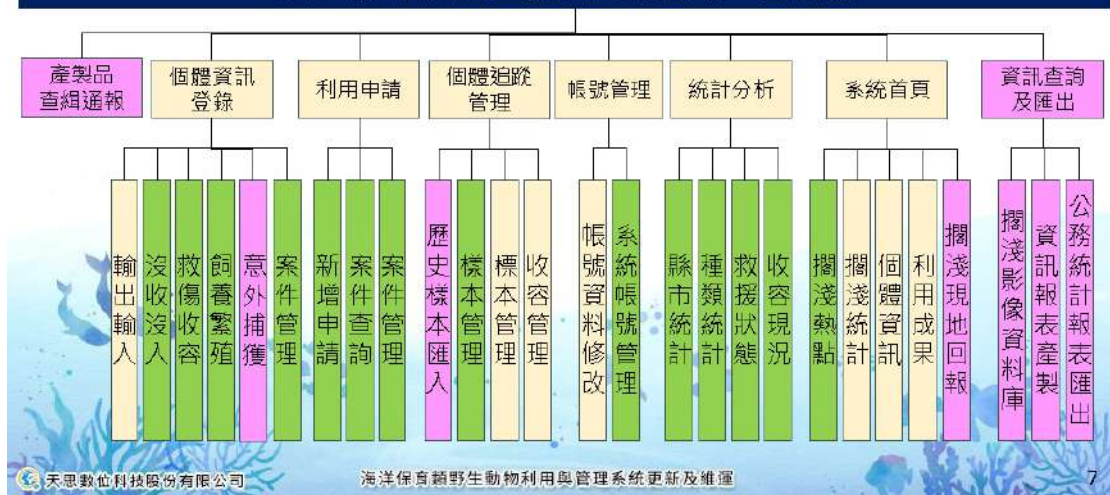 產製品
查緝通報
個體資訊
登錄
利用申請
個體追蹤
管理
帳號管理
統計分析
系統首頁
資訊查詢
及匯出
輸出輸入
沒收沒入
救傷收容
飼養繁殖
意外捕獲
案件管理
新增申請
案件查詢
案件管理
歷史樣本匯入
樣本管理
標本管理
收容管理
帳號資料修改
系統帳號管理
縣市統計
種類統計
救援狀態
收容現況
擱淺熱點
擱淺統計
個體資訊
利用成果
擱淺現地回報
擱淺影像資料庫
資訊報表產製
公務統計報表匯出
天思數位科技股份有限公司
海洋保育類野生動物利用與管理系統更新及維運
7